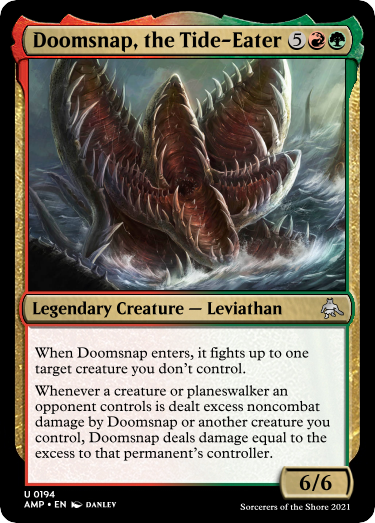 Doomsnap, the Tide-Eater 5
Legendary Creature — Leviathan
When Doomsnap enters, it fights up to one
target creature you don't control.
Whenever a creature or planeswalker an
opponent controls is dealt excess noncombat
damage by Doomsnap or another creature you
control, Doomsnap deals damage equal to the
excess to that permanent's controller.
6/6
U 0194
AMP • EN DANLEV
Sorcerers of the Shore 2021